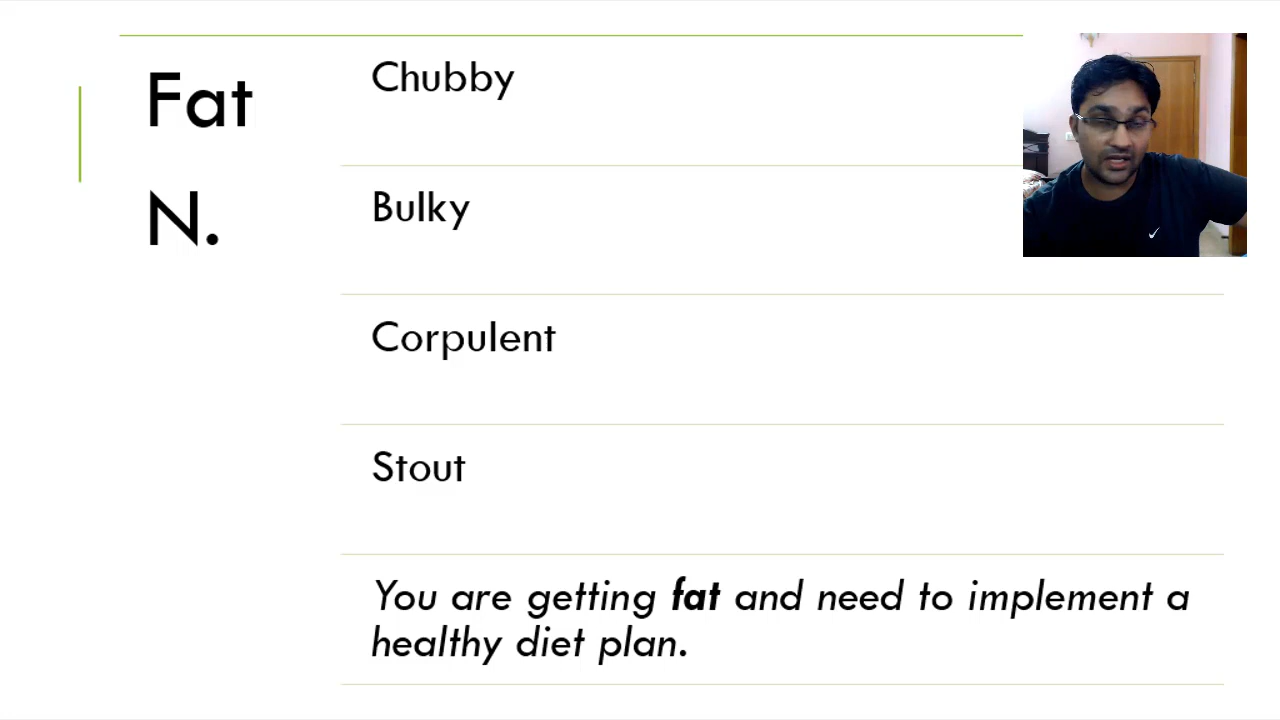 Fat
N.
Chubby
Bulky
Corpulent
Stout
You are getting fat and need to implement a
healthy diet plan.